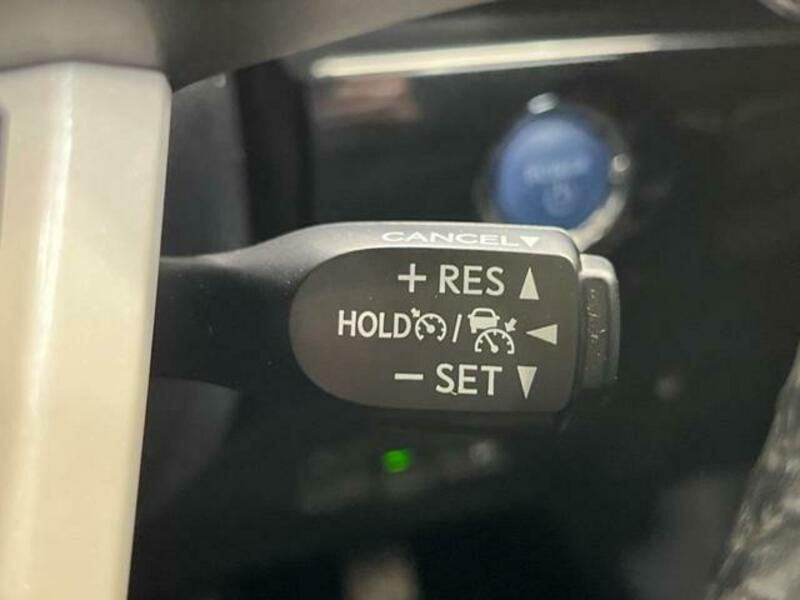 CANCEL
+ RES
HOLD /
- SET